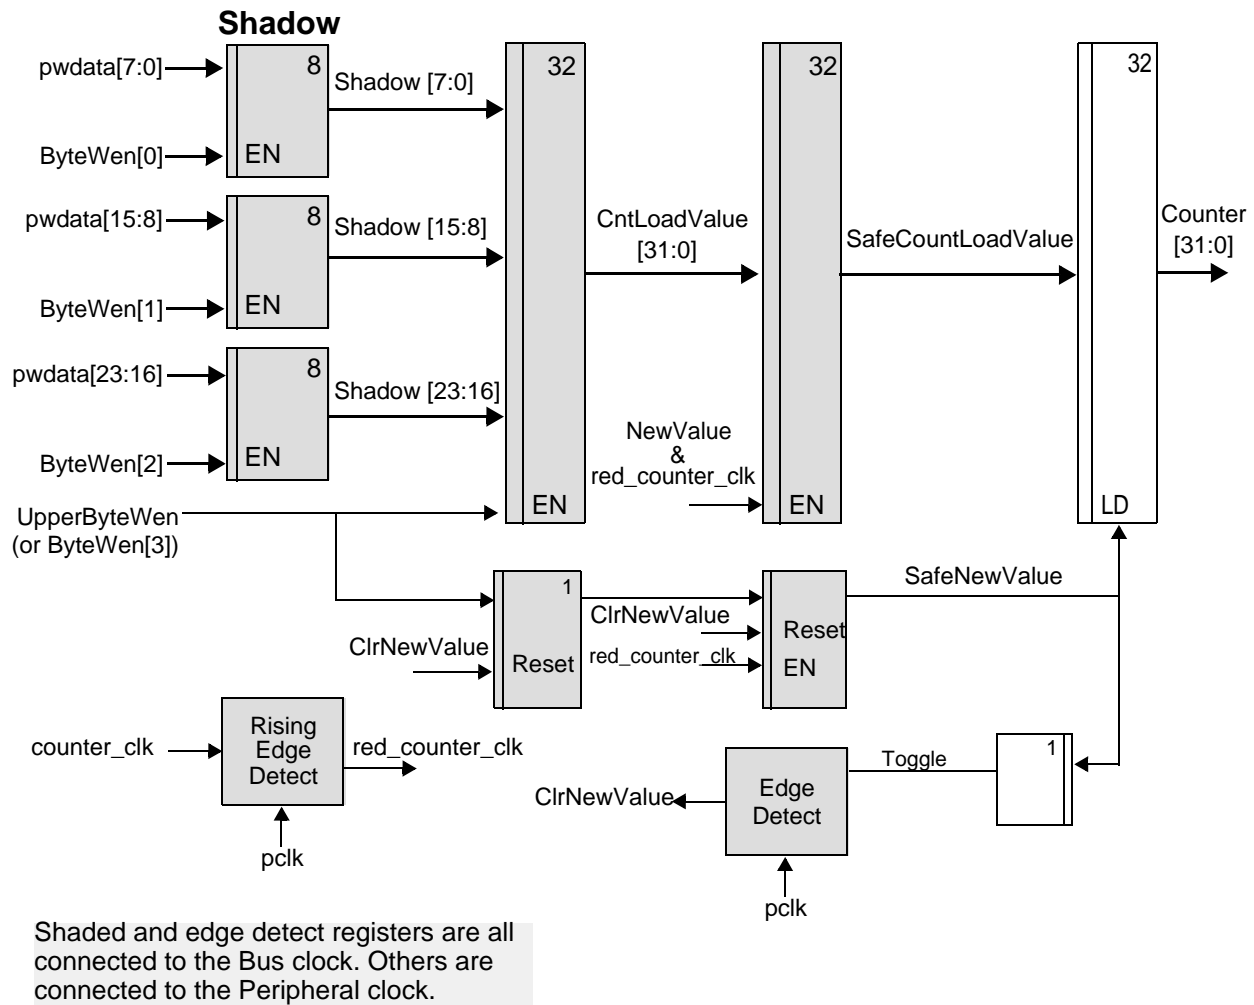 Shadow
pwdata[7:0]
8
Shadow [7:0]
ByteWen[0]
EN
pwdata[15:8]
8
Shadow [15:8]
ByteWen[1]
EN
pwdata[23:16]
8
Shadow [23:16]
ByteWen[2]
EN
UpperByteWen
(or ByteWen[3])
32
EN
CntLoadValue
[31:0]
NewValue
&
red_counter_clk
32
EN
SafeCountLoadValue
32
LD
Counter
[31:0]
ClrNewValue
1
Reset
ClrNewValue
red_counter_clk
Reset
EN
SafeNewValue
counter_clk
Rising
Edge
Detect
red_counter_clk
pclk
ClrNewValue
Edge
Detect
pclk
Toggle
1
Shaded and edge detect registers are all
connected to the Bus clock. Others are
connected to the Peripheral clock.